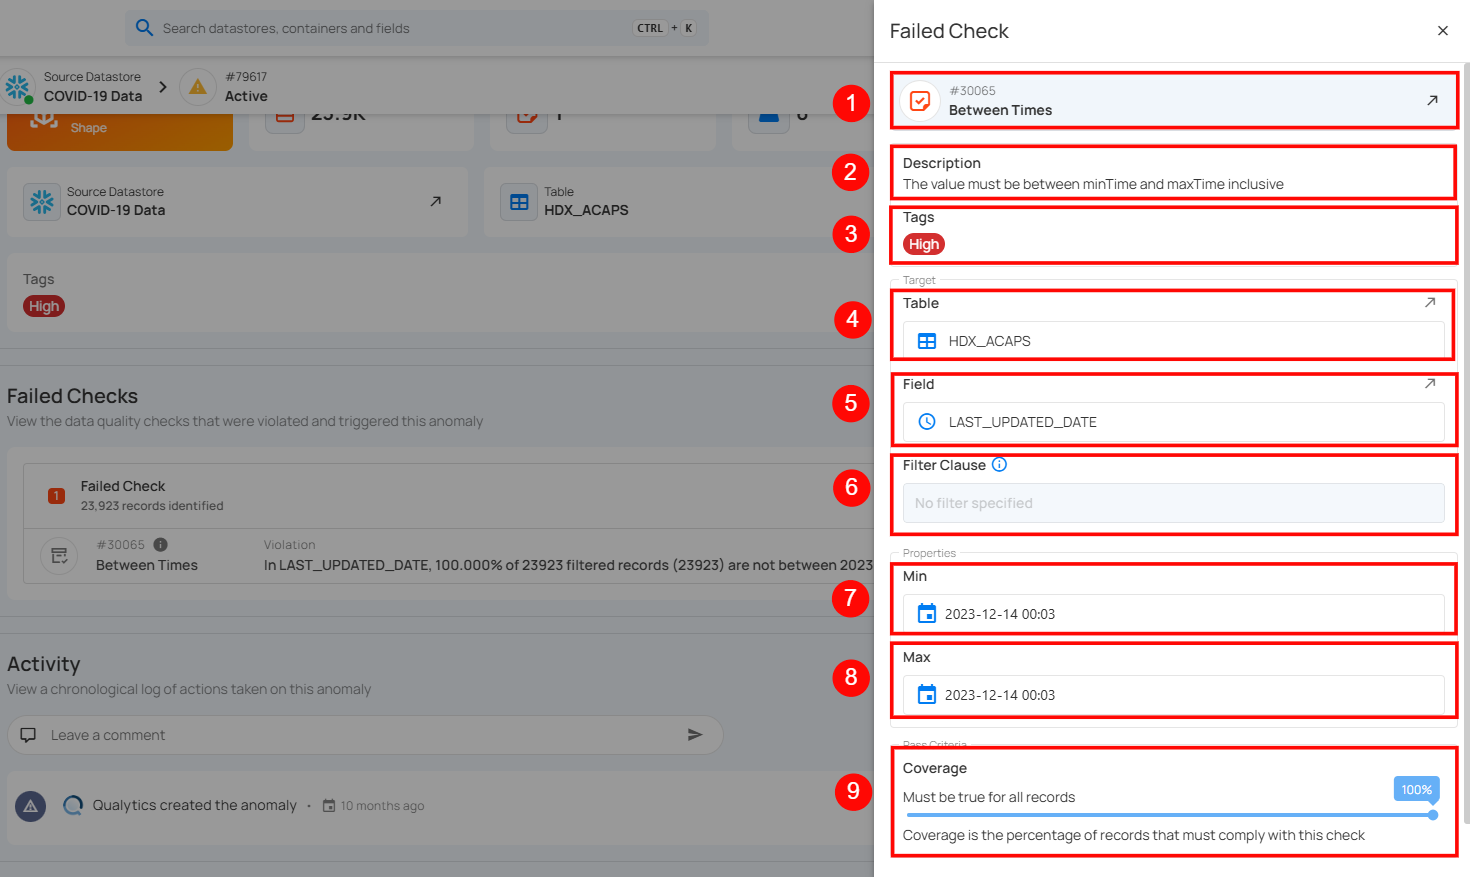 Search datastores, containers and fields
CTRL + K
Source Datastore
COVID-19 Data
#79617
Active
Shape
Source Datastore
COVID-19 Data
Table
HDX_ACAPS
Tags
High
Failed Checks
View the data quality checks that were violated and triggered this anomaly
1
Failed Check
23,923 records identified
#30065
Between Times
Violation
In LAST_UPDATED_DATE, 100.000% of 23923 filtered records (23923) are not between 2023
Activity
View a chronological log of actions taken on this anomaly
Leave a comment
Qualytics created the anomaly • 10 months ago
Failed Check
1
#30065
Between Times
2
Description
The value must be between minTime and maxTime inclusive
3
Tags
High
Target
4
Table
HDX_ACAPS
5
Field
LAST_UPDATED_DATE
6
Filter Clause
No filter specified
Properties
7
Min
2023-12-14 00:03
8
Max
2023-12-14 00:03
Pass Criteria
9
Coverage
100%
Must be true for all records
Coverage is the percentage of records that must comply with this check